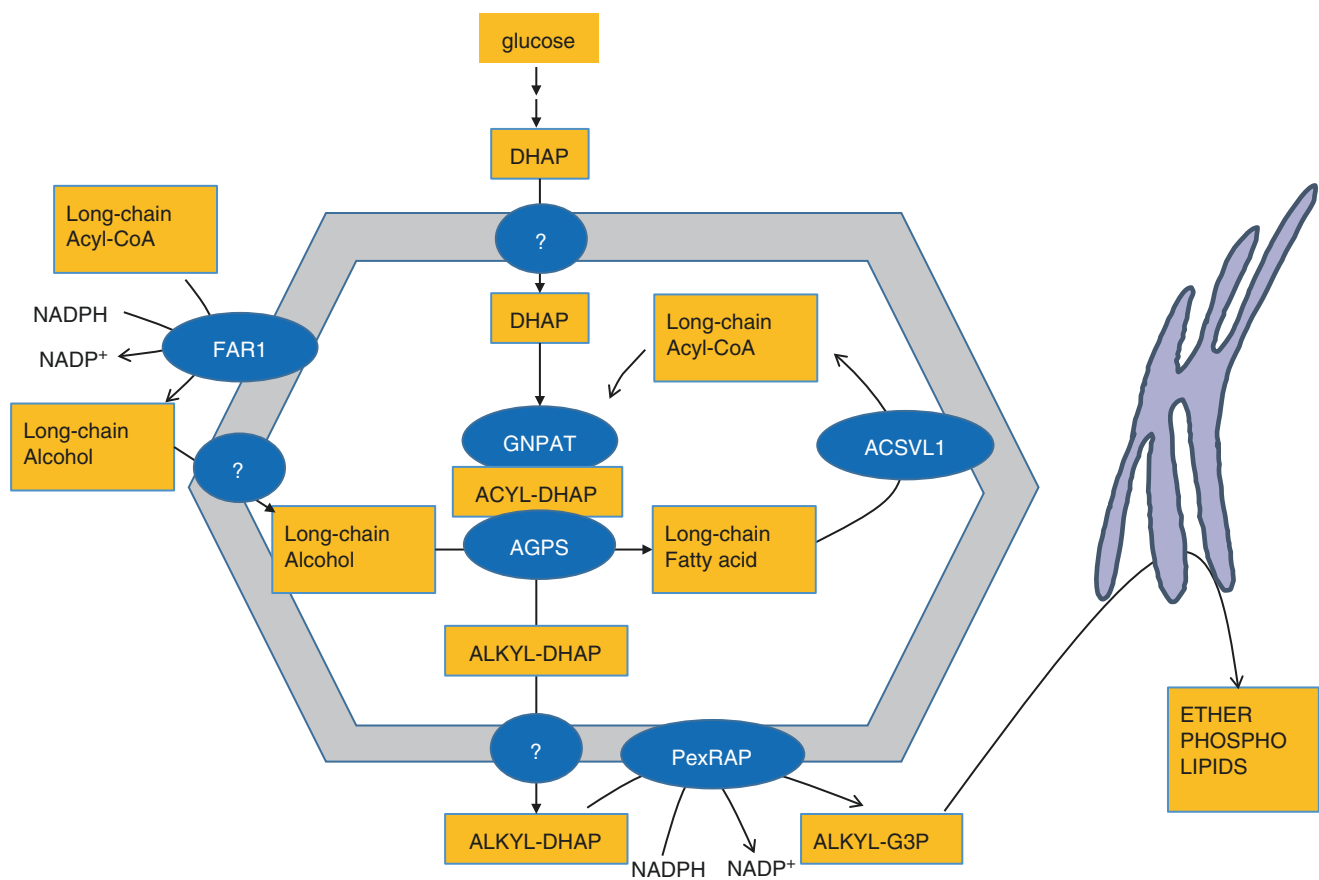 glucose
DHAP
Long-chain
Acyl-CoA
?
NADPH
DHAP
Long-chain
Acyl-CoA
FAR1
NADP+
Long-chain
Alcohol
GNPAT
ACSVL1
?
ACYL-DHAP
Long-chain
Alcohol
AGPS
Long-chain
Fatty acid
ALKYL-DHAP
?
PexRAP
ETHER
PHOSPHO
LIPIDS
ALKYL-DHAP
NADPH
NADP+
ALKYL-G3P